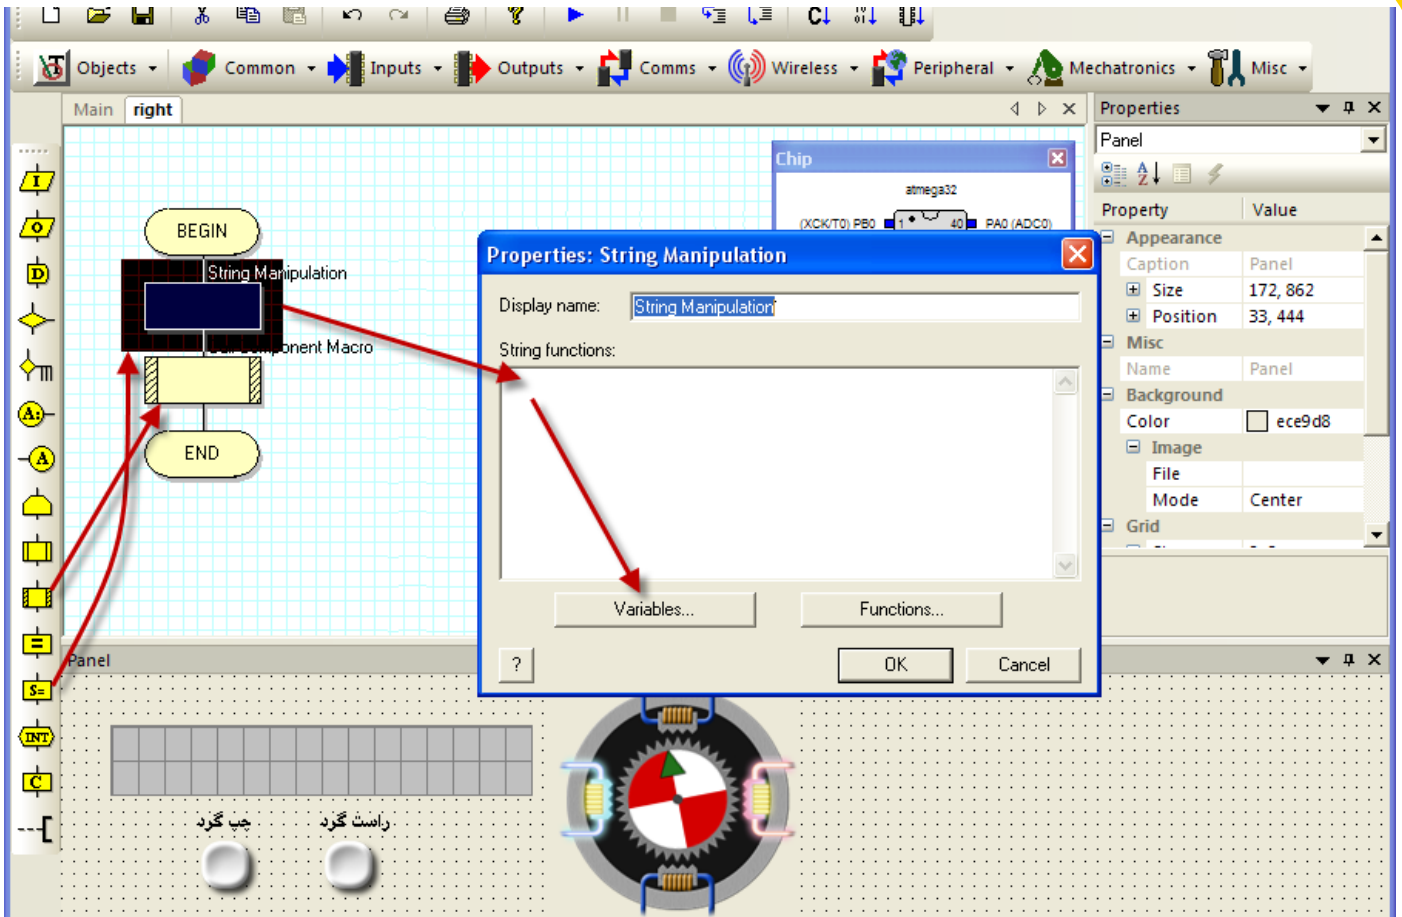 Objects Common Inputs Outputs Comms Wireless Peripheral Mechatronics Misc
Main right
Properties
Panel
Property Value
Appearance
Caption Panel
Size 172, 862
Position 33, 444
Misc
Name Panel
Background
Color ece9d8
Image
File
Mode Center
Grid
Chip
atmega32
(XCK/T0) PB0 1 40 PA0 (ADC0)
BEGIN
String Manipulation
Component Macro
END
Properties: String Manipulation
Display name: String Manipulation
String functions:
Variables... Functions...
? OK Cancel
I
O
D
A:
A
=
S=
INT
C
Panel
چپ گرد راست گرد